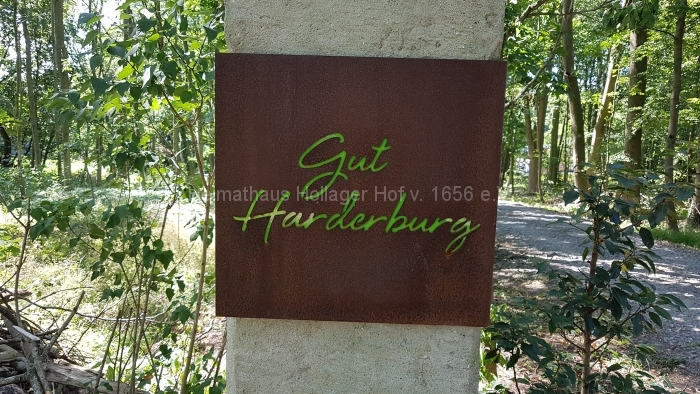 Gut
mathaus Hollager Hof v. 1656 e.
Harderburg